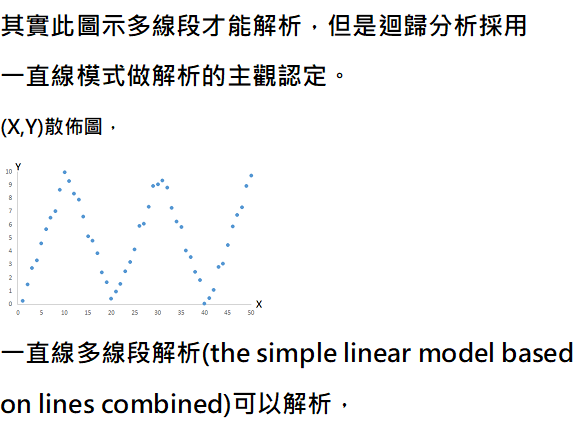 其實此圖示多線段才能解析，但是迴歸分析採用
一直線模式做解析的主觀認定。
(X,Y)散佈圖，
Y
10
9
8
7
6
5
4
3
2
1
0
0 5 10 15 20 25 30 35 40 45 50 X
一直線多線段解析(the simple linear model based
on lines combined)可以解析，